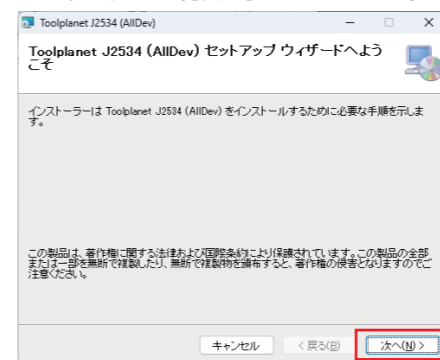 Toolplanet J2534 (AllDev)
Toolplanet J2534 (AllDev) セットアップ ウィザードへよう
こそ
インストーラーは Toolplanet J2534 (AllDev) をインストールするために必要な手順を示しま
す。
この製品は、著作権に関する法律および国際条約により保護されています。この製品の全部
または一部を無断で複製したり、無断で複製物を頒布すると、著作権の侵害となりますのでご
注意ください。
キャンセル
< 戻る(B)
次へ(N) >